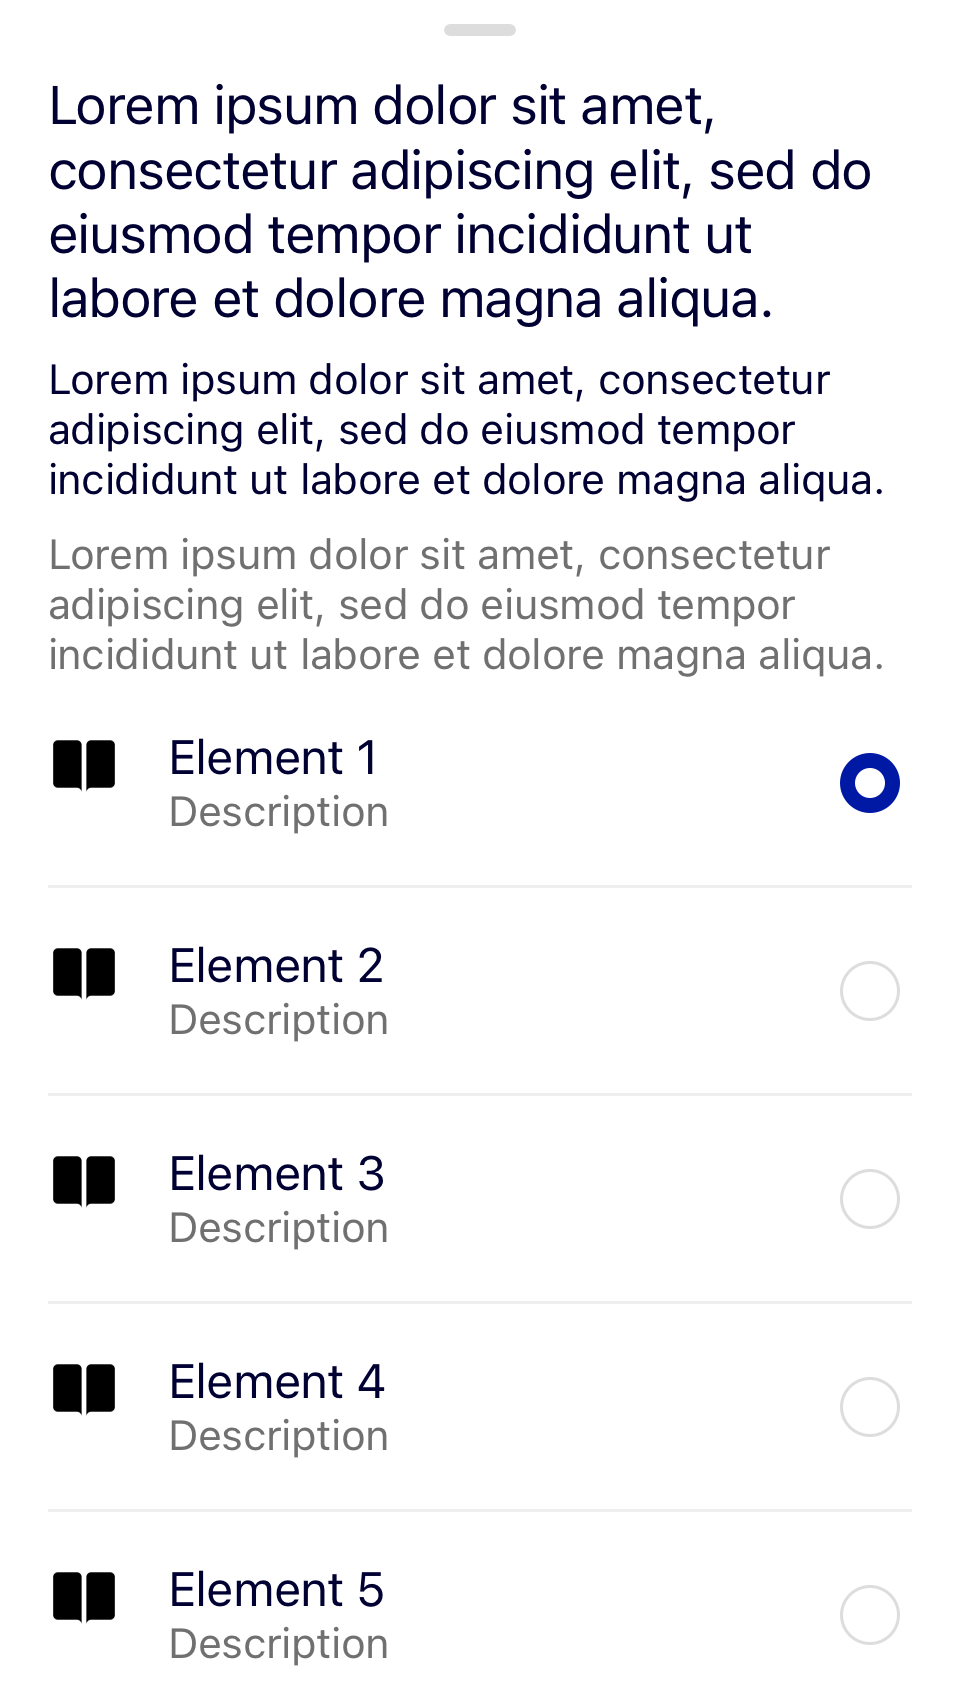 Lorem ipsum dolor sit amet,
consectetur adipiscing elit, sed do
eiusmod tempor incididunt ut
labore et dolore magna aliqua.
Lorem ipsum dolor sit amet, consectetur
adipiscing elit, sed do eiusmod tempor
incididunt ut labore et dolore magna aliqua.
Lorem ipsum dolor sit amet, consectetur
adipiscing elit, sed do eiusmod tempor
incididunt ut labore et dolore magna aliqua.
Element 1
Description
Element 2
Description
Element 3
Description
Element 4
Description
Element 5
Description